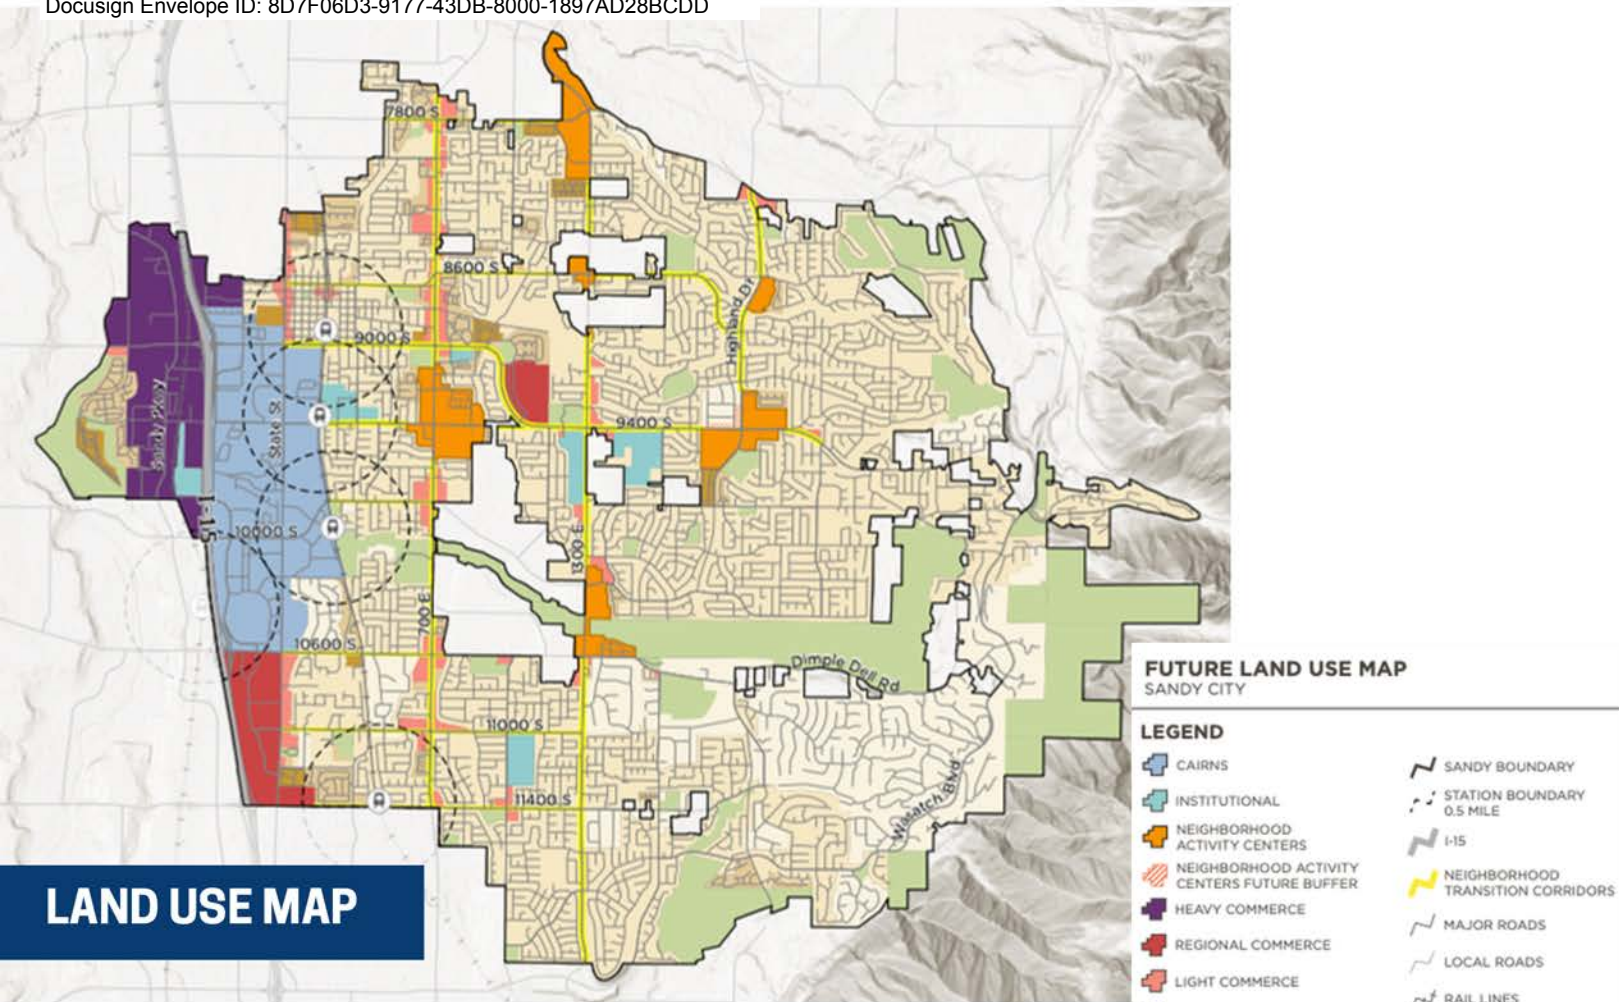 Docusign Envelope ID: 8D7F06D3-9177-43DB-8000-1897AD28BCDD
7800 S
8600 S
Highland Dr
9000 S
Sandy Pkwy
State St
9400 S
I-15
10000 S
1300 E
700 E
10600 S
Dimple Dell Rd
11000 S
Wasatch Blvd
11400 S
LAND USE MAP
FUTURE LAND USE MAP
SANDY CITY
LEGEND
CAIRNS
INSTITUTIONAL
NEIGHBORHOOD
ACTIVITY CENTERS
NEIGHBORHOOD ACTIVITY
CENTERS FUTURE BUFFER
HEAVY COMMERCE
REGIONAL COMMERCE
LIGHT COMMERCE
SANDY BOUNDARY
STATION BOUNDARY
0.5 MILE
I-15
NEIGHBORHOOD
TRANSITION CORRIDORS
MAJOR ROADS
LOCAL ROADS
RAIL LINES